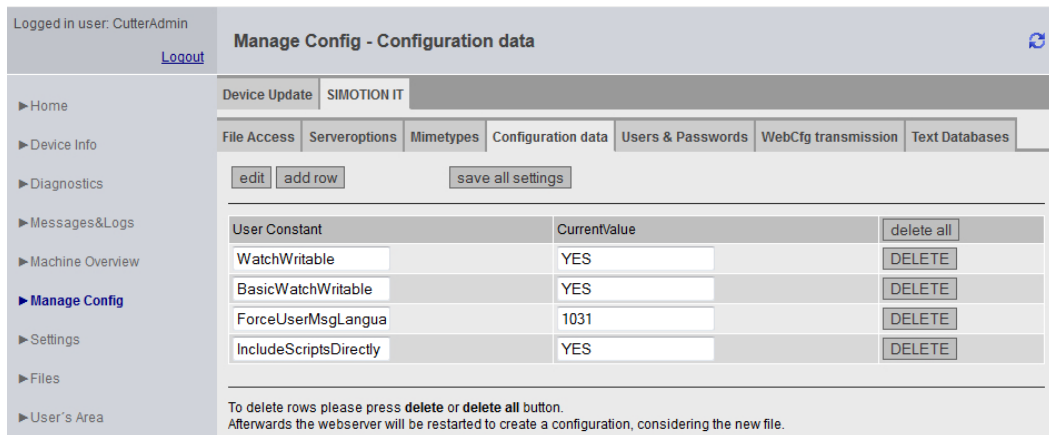 Logged in user: CutterAdmin
Logout
Manage Config - Configuration data
►Home
►Device Info
►Diagnostics
►Messages&Logs
►Machine Overview
►Manage Config
►Settings
►Files
►User´s Area
Device Update SIMOTION IT
File Access Serveroptions Mimetypes Configuration data Users & Passwords WebCfg transmission Text Databases
edit add row save all settings
User Constant CurrentValue delete all
WatchWritable YES DELETE
BasicWatchWritable YES DELETE
ForceUserMsgLangua 1031 DELETE
IncludeScriptsDirectly YES DELETE
To delete rows please press delete or delete all button.
Afterwards the webserver will be restarted to create a configuration, considering the new file.